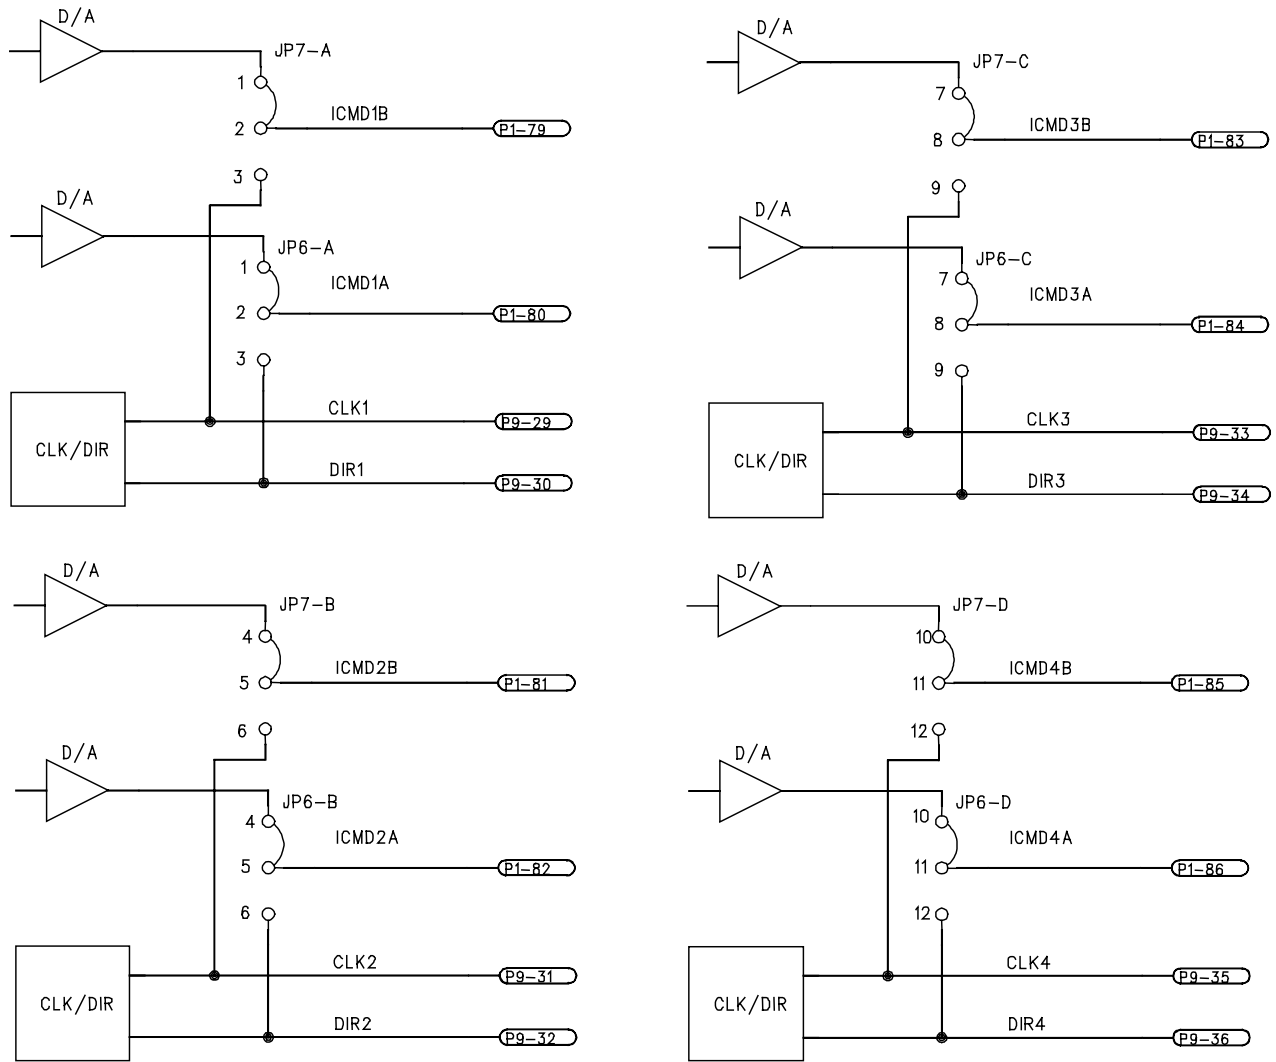 D/A
JP7-A
1
2
ICMD1B
P1-79
3
D/A
JP6-A
1
ICMD1A
2
P1-80
3
CLK/DIR
CLK1
P9-29
DIR1
P9-30
D/A
JP7-C
7
8
ICMD3B
P1-83
9
D/A
JP6-C
7
ICMD3A
8
P1-84
9
CLK/DIR
CLK3
P9-33
DIR3
P9-34
D/A
JP7-B
4
5
ICMD2B
P1-81
6
D/A
JP6-B
4
ICMD2A
5
P1-82
6
CLK/DIR
CLK2
P9-31
DIR2
P9-32
D/A
JP7-D
10
11
ICMD4B
P1-85
12
D/A
JP6-D
10
ICMD4A
11
P1-86
12
CLK/DIR
CLK4
P9-35
DIR4
P9-36